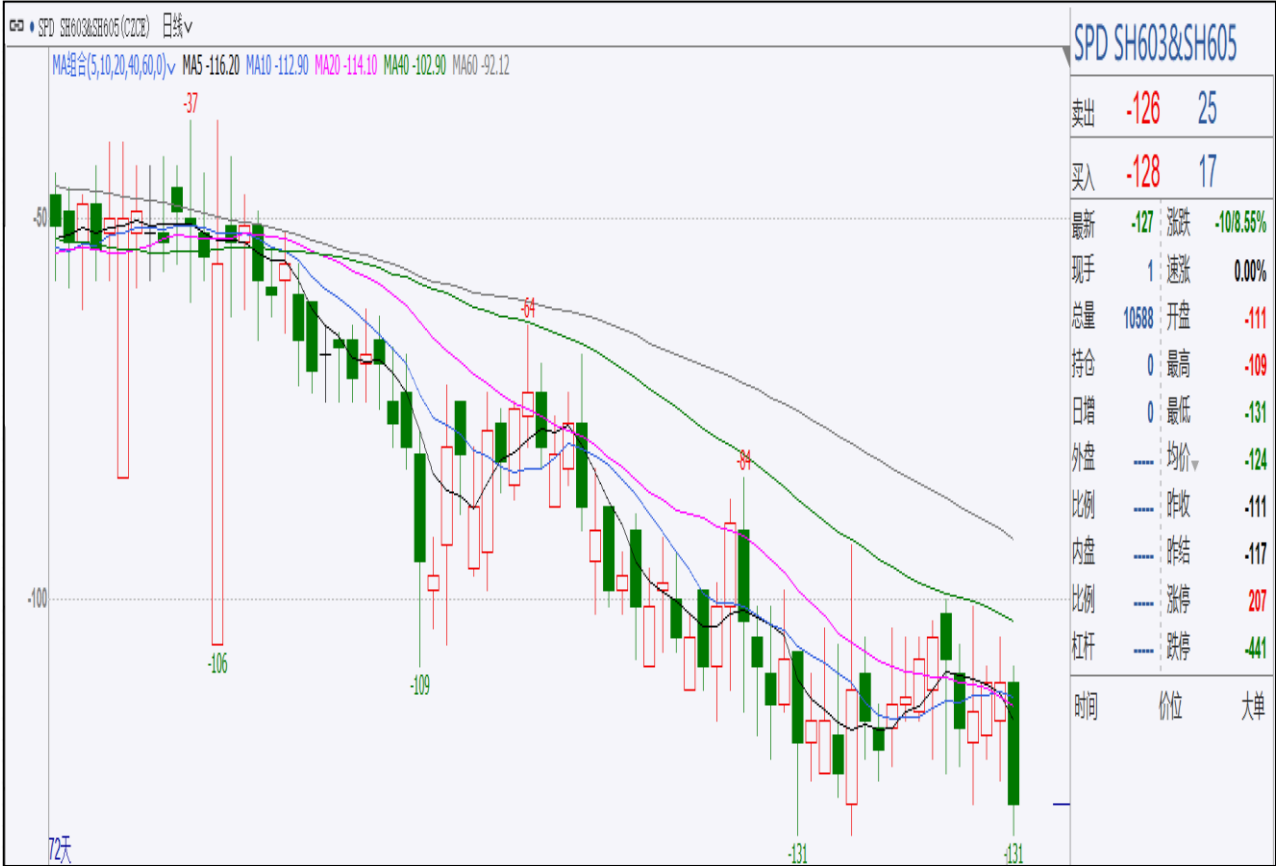 SPD SH603&SH605(CZCE) 日线
MA组合(5,10,20,40,60,0) MA5 -116.20 MA10 -112.90 MA20 -114.10 MA40 -102.90 MA60 -92.12
-37
-50
-64
-84
-100
-106
-109
-131
-131
72天
SPD SH603&SH605
卖出 -126 25
买入 -128 17
最新 -127 涨跌 -10/8.55%
现手 1 速涨 0.00%
总量 10588 开盘 -111
持仓 0 最高 -109
日增 0 最低 -131
外盘 ----- 均价 -124
比例 ----- 昨收 -111
内盘 ----- 昨结 -117
比例 ----- 涨停 207
杠杆 ----- 跌停 -441
时间 价位 大单